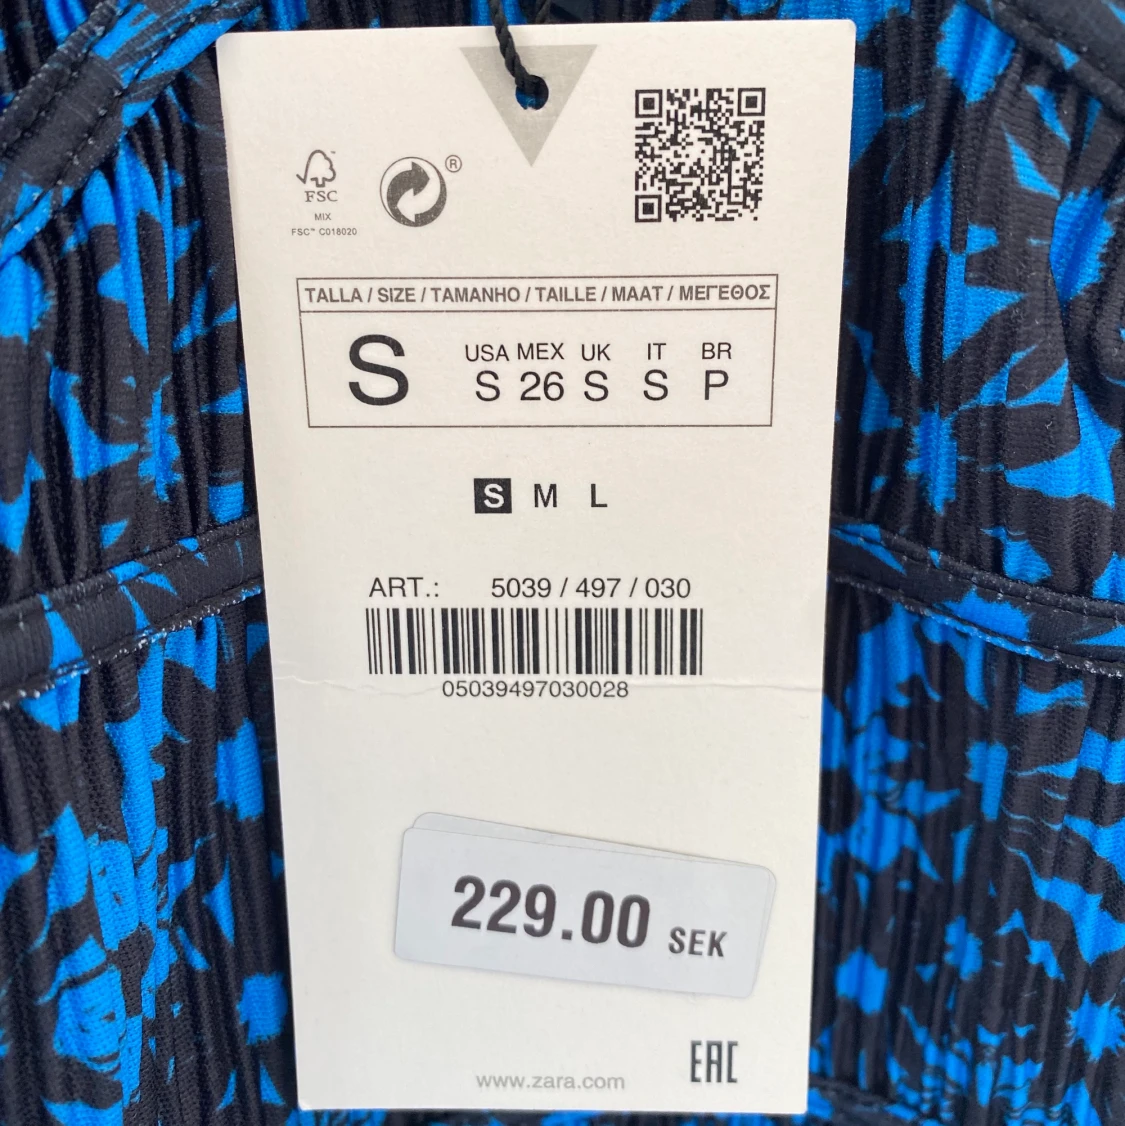 ®
FSC
MIX
FSC™ C018020
TALLA / SIZE / TAMANHO / TAILLE / MAAT / ΜΕΓΕΘΟΣ
S
USA MEX UK IT BR
S 26 S S P
S M L
ART.: 5039 / 497 / 030
05039497030028
229.00 SEK
EAC
www.zara.com